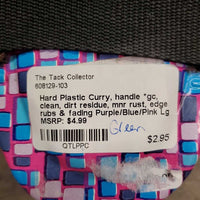 The Tack Collector
608129-103
Hard Plastic Curry, handle *gc,
clean, dirt residue, mnr rust, edge
rubs & fading Purple/Blue/Pink Lg
MSRP: $4.99
Green
$2.95
QTLPPC